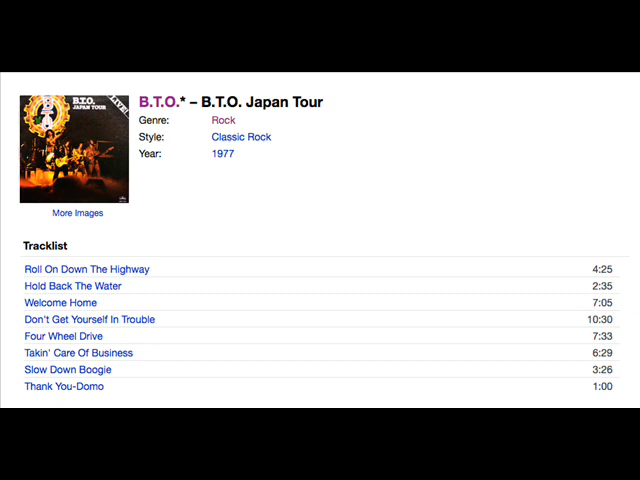 B.T.O.
JAPAN TOUR
LIVE!
B.T.O.* – B.T.O. Japan Tour
Genre: Rock
Style: Classic Rock
Year: 1977
More Images
Tracklist
Roll On Down The Highway 4:25
Hold Back The Water 2:35
Welcome Home 7:05
Don't Get Yourself In Trouble 10:30
Four Wheel Drive 7:33
Takin' Care Of Business 6:29
Slow Down Boogie 3:26
Thank You-Domo 1:00